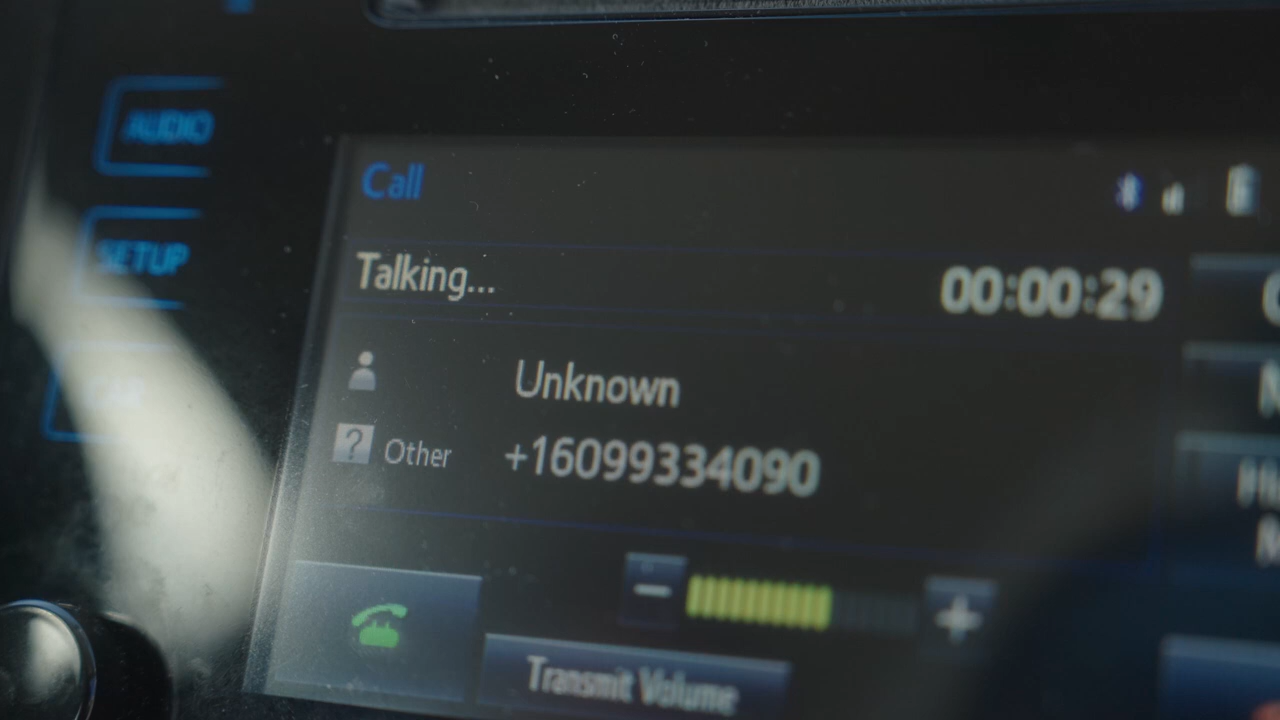 AUDIO
Call
SETUP
Talking...
00:00:29
Unknown
? Other
+16099334090
Transmit Volume